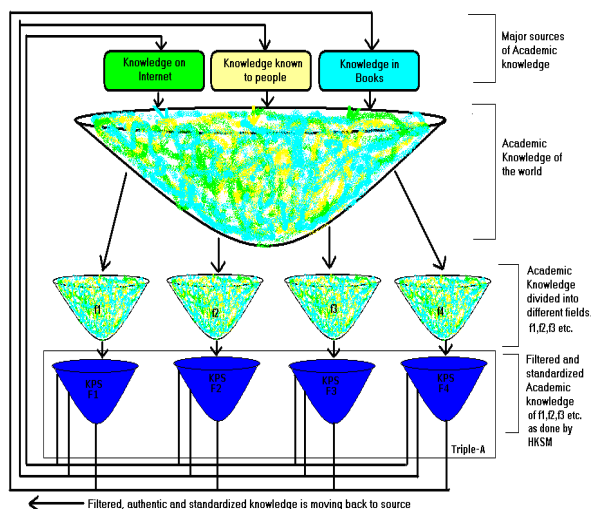 Major sources
of Academic
knowledge
Knowledge on
Internet
Knowledge known
to people
Knowledge in
Books
Academic
Knowledge of
the world
Academic
Knowledge
divided into
different fields.
f1,f2,f3 etc.
f1
f2
f3
f4
KPS
F1
KPS
F2
KPS
F3
KPS
F4
Filtered and
standardized
Academic
knowledge
of f1,f2,f3 etc.
as done by
HKSM
Triple-A
Filtered, authentic and standardized knowledge is moving back to source